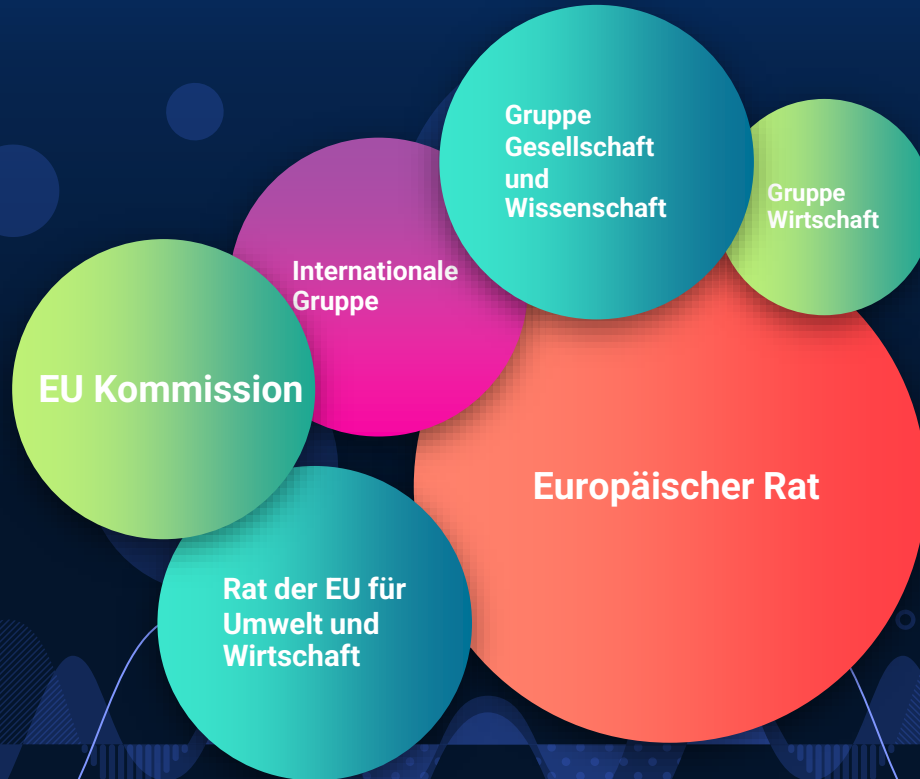 Gruppe
Gesellschaft
und
Wissenschaft
Gruppe
Wirtschaft
Internationale
Gruppe
EU Kommission
Europäischer Rat
Rat der EU für
Umwelt und
Wirtschaft